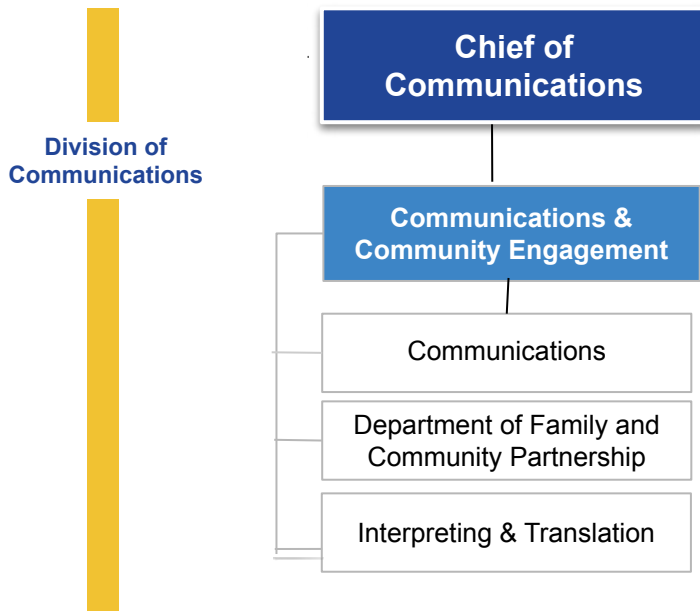 Chief of
Communications
Division of
Communications
Communications &
Community Engagement
Communications
Department of Family and
Community Partnership
Interpreting & Translation